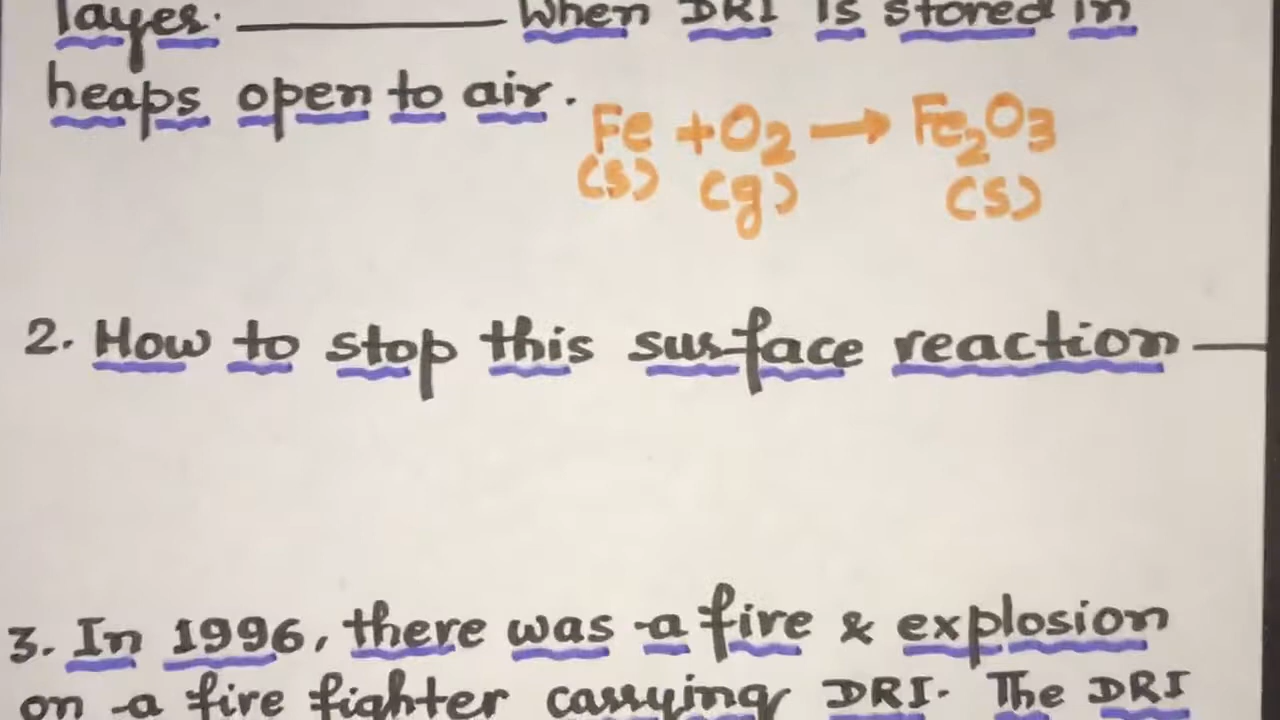 layer. ——— When DRI is stored in
heaps open to air.
Fe + O2 → Fe2O3
(s) (g) (s)
2. How to stop this surface reaction —
3. In 1996, there was a fire & explosion
on a fire fighter carrying DRI. The DRI